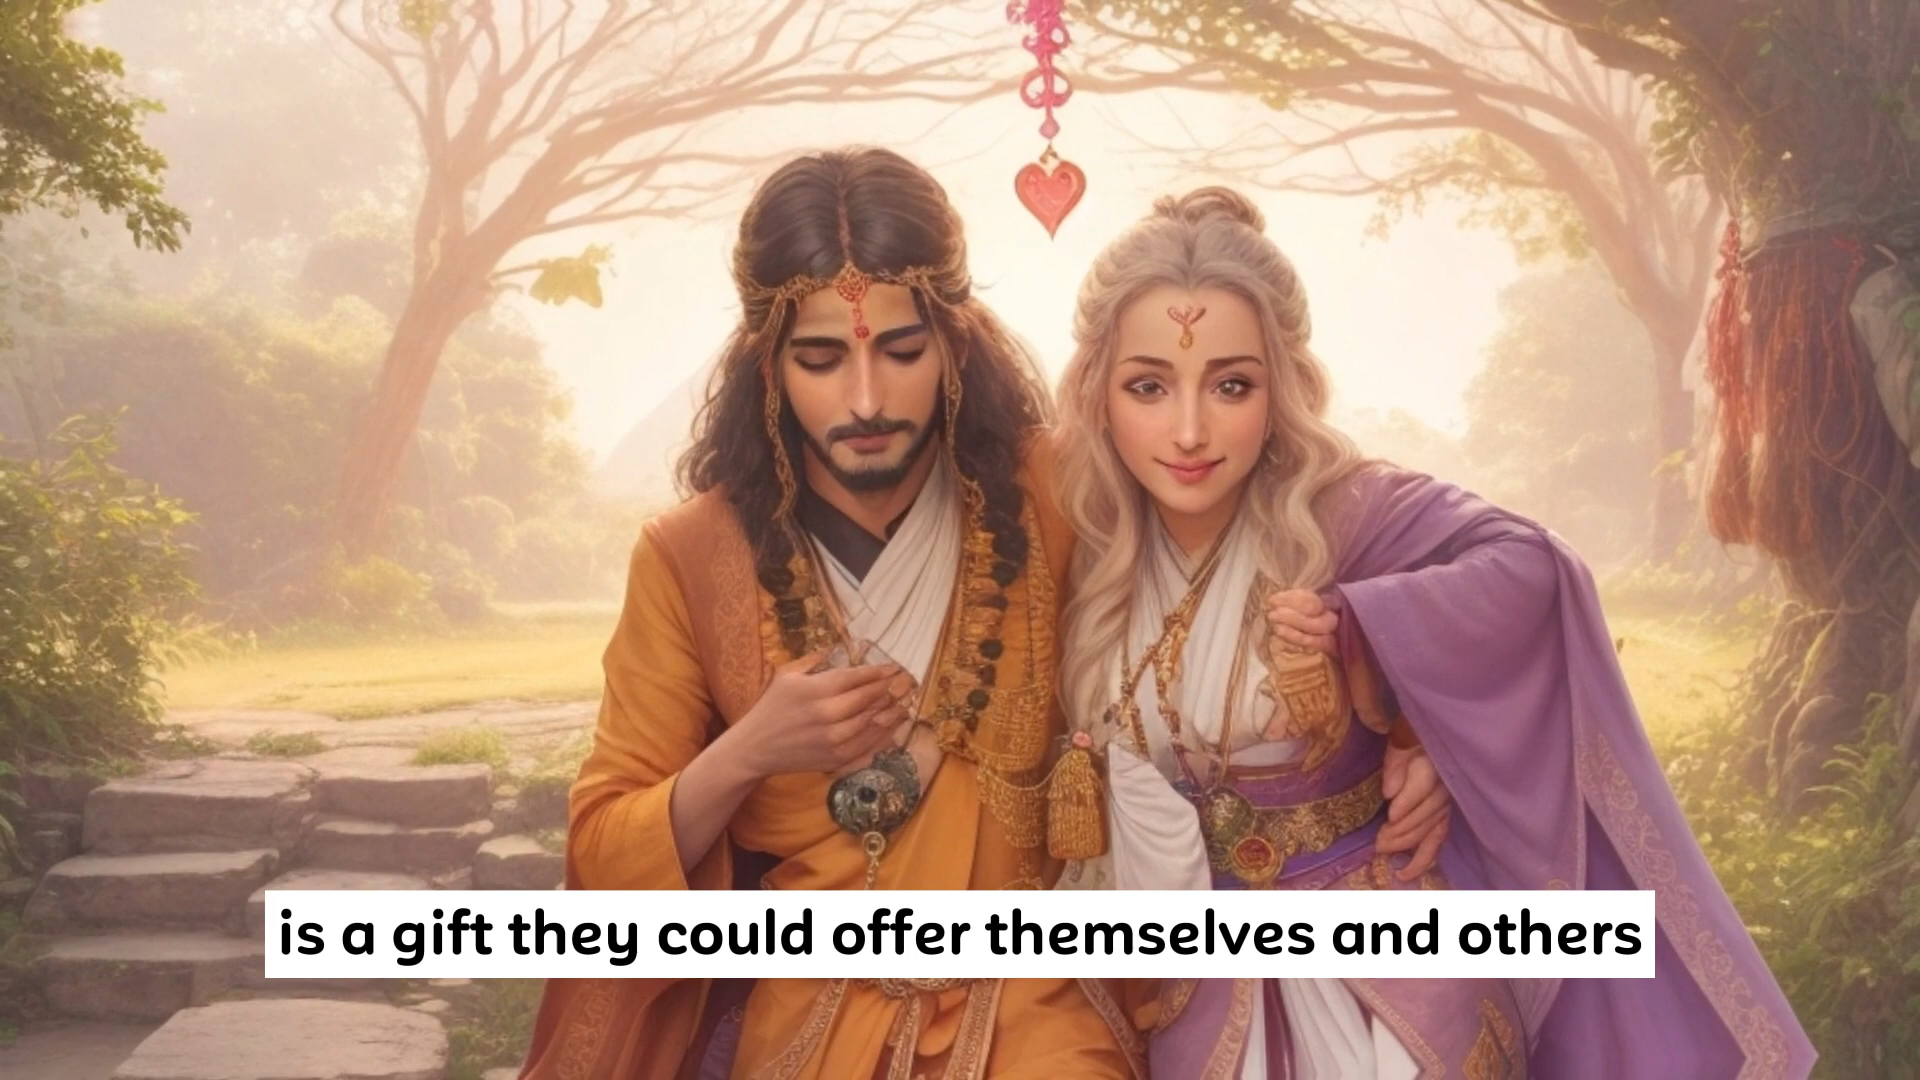 is a gift they could offer themselves and others